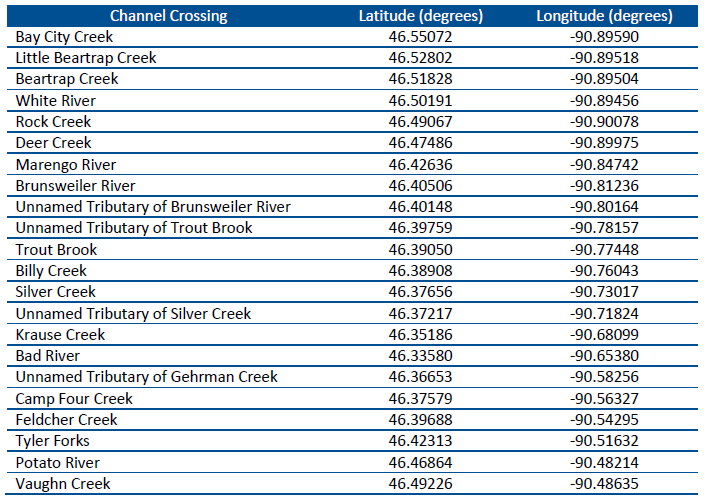 Channel Crossing Latitude (degrees) Longitude (degrees)
Bay City Creek 46.55072 -90.89590
Little Beartrap Creek 46.52802 -90.89518
Beartrap Creek 46.51828 -90.89504
White River 46.50191 -90.89456
Rock Creek 46.49067 -90.90078
Deer Creek 46.47486 -90.89975
Marengo River 46.42636 -90.84742
Brunsweiler River 46.40506 -90.81236
Unnamed Tributary of Brunsweiler River 46.40148 -90.80164
Unnamed Tributary of Trout Brook 46.39759 -90.78157
Trout Brook 46.39050 -90.77448
Billy Creek 46.38908 -90.76043
Silver Creek 46.37656 -90.73017
Unnamed Tributary of Silver Creek 46.37217 -90.71824
Krause Creek 46.35186 -90.68099
Bad River 46.33580 -90.65380
Unnamed Tributary of Gehrman Creek 46.36653 -90.58256
Camp Four Creek 46.37579 -90.56327
Feldcher Creek 46.39688 -90.54295
Tyler Forks 46.42313 -90.51632
Potato River 46.46864 -90.48214
Vaughn Creek 46.49226 -90.48635